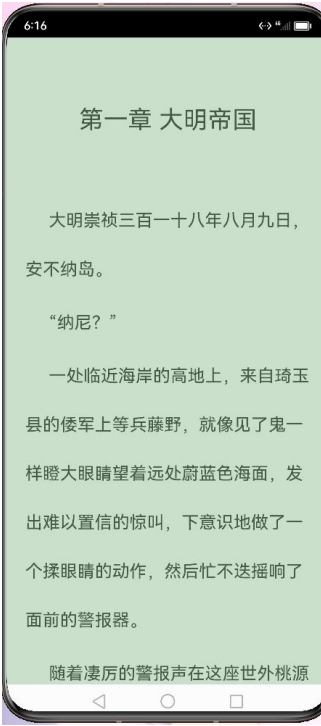 6:16
第一章 大明帝国
大明崇祯三百一十八年八月九日，
安不纳岛。
“纳尼？”
一处临近海岸的高地上，来自琦玉
县的倭军上等兵藤野，就像见了鬼一
样瞪大眼睛望着远处蔚蓝色海面，发
出难以置信的惊叫，下意识地做了一
个揉眼睛的动作，然后忙不迭摇响了
面前的警报器。
随着凄厉的警报声在这座世外桃源